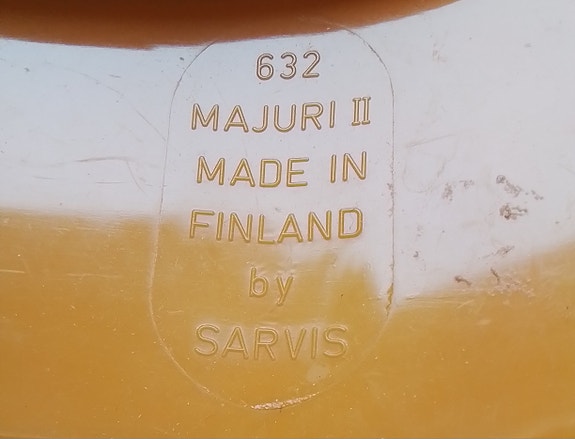 632
MAJURI II
MADE IN
FINLAND
by
SARVIS